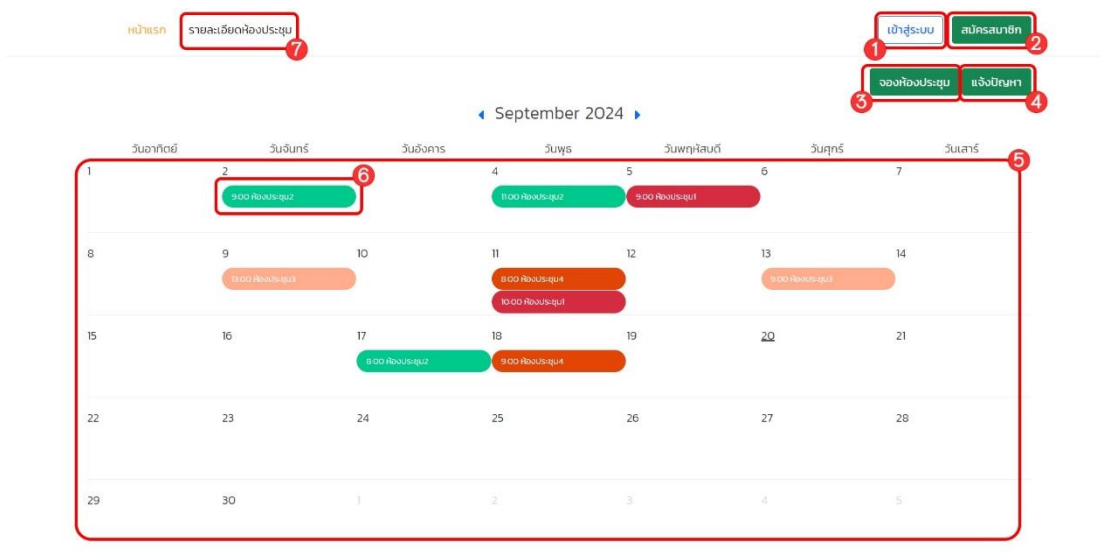 หน้าแรก รายละเอียดห้องประชุม เข้าสู่ระบบ สมัครสมาชิก
7 1 2
จองห้องประชุม แจ้งปัญหา
3 4
September 2024
วันอาทิตย์ วันจันทร์ วันอังคาร วันพุธ วันพฤหัสบดี วันศุกร์ วันเสาร์
5
1 2 6 4 5 6 7
9:00 ห้องประชุม2 11:00 ห้องประชุม2 9:00 ห้องประชุม1
8 9 10 11 12 13 14
13:00 ห้องประชุม3 8:00 ห้องประชุม4 9:00 ห้องประชุม3
10:00 ห้องประชุม1
15 16 17 18 19 20 21
8:00 ห้องประชุม2 9:00 ห้องประชุม4
22 23 24 25 26 27 28
29 30 1 2 3 4 5